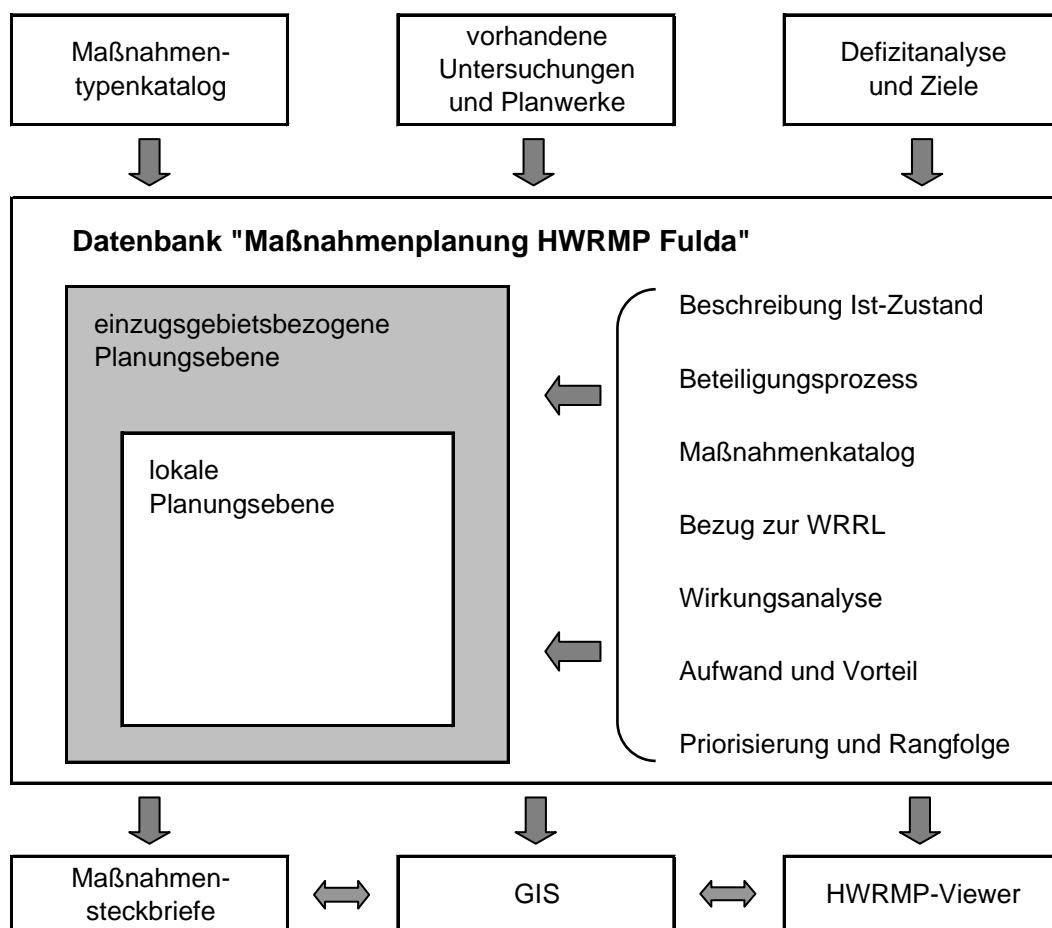 Maßnahmen-
typenkatalog
vorhandene
Untersuchungen
und Planwerke
Defizitanalyse
und Ziele
Datenbank "Maßnahmenplanung HWRMP Fulda"
einzugsgebietsbezogene
Planungsebene
lokale
Planungsebene
Beschreibung Ist-Zustand
Beteiligungsprozess
Maßnahmenkatalog
Bezug zur WRRL
Wirkungsanalyse
Aufwand und Vorteil
Priorisierung und Rangfolge
Maßnahmen-
steckbriefe
GIS
HWRMP-Viewer